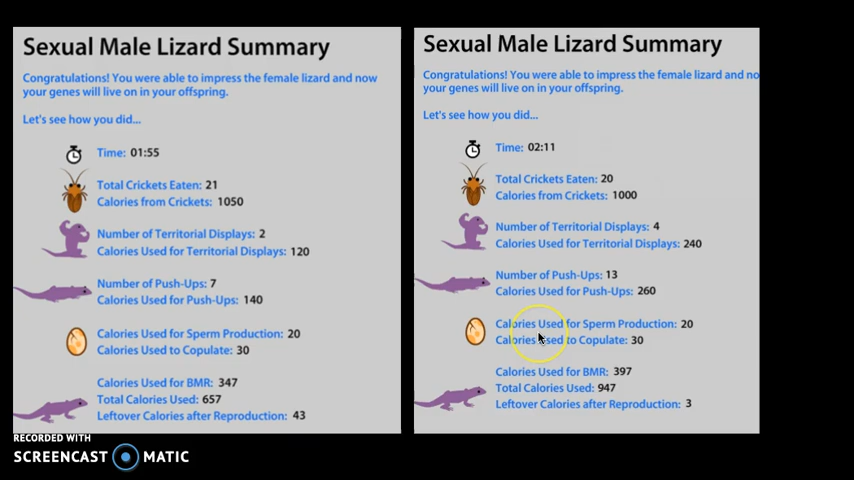 Sexual Male Lizard Summary
Congratulations! You were able to impress the female lizard and now
your genes will live on in your offspring.
Let's see how you did...
Time: 01:55
Total Crickets Eaten: 21
Calories from Crickets: 1050
Number of Territorial Displays: 2
Calories Used for Territorial Displays: 120
Number of Push-Ups: 7
Calories Used for Push-Ups: 140
Calories Used for Sperm Production: 20
Calories Used to Copulate: 30
Calories Used for BMR: 347
Total Calories Used: 657
Leftover Calories after Reproduction: 43
Sexual Male Lizard Summary
Congratulations! You were able to impress the female lizard and no
your genes will live on in your offspring.
Let's see how you did...
Time: 02:11
Total Crickets Eaten: 20
Calories from Crickets: 1000
Number of Territorial Displays: 4
Calories Used for Territorial Displays: 240
Number of Push-Ups: 13
Calories Used for Push-Ups: 260
Calories Used for Sperm Production: 20
Calories Used to Copulate: 30
Calories Used for BMR: 397
Total Calories Used: 947
Leftover Calories after Reproduction: 3
RECORDED WITH
SCREENCAST MATIC